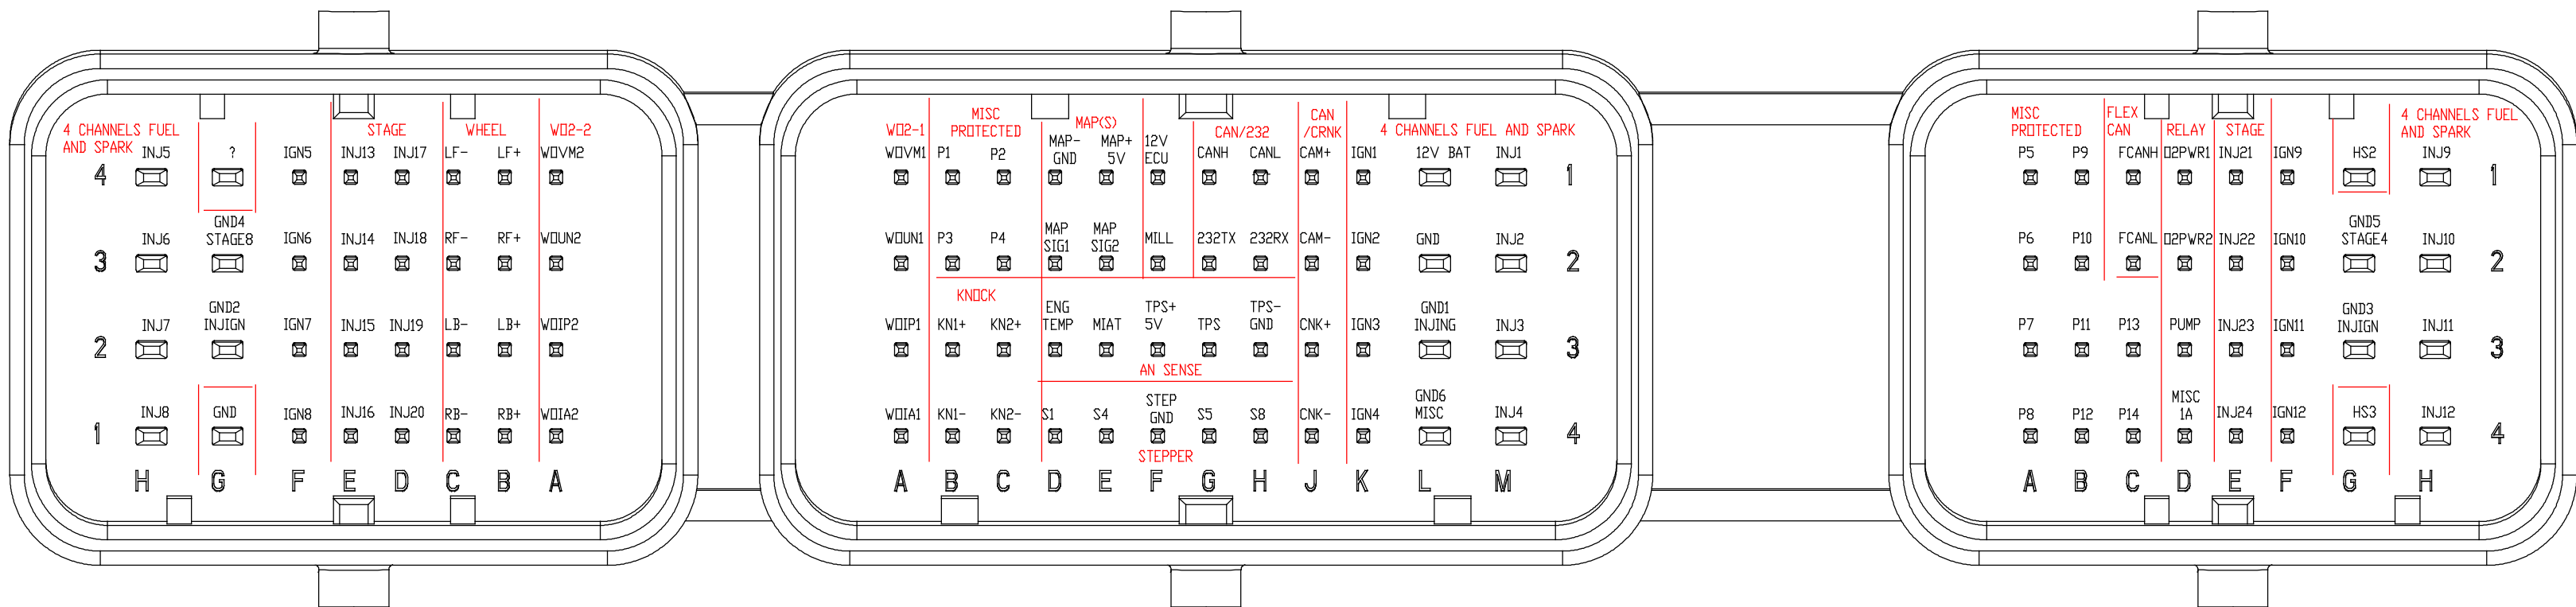 4 CHANNELS FUEL
AND SPARK
STAGE
WHEEL
WO2-2
INJ5 ? IGN5 INJ13 INJ17 LF- LF+ WOVM2
4
GND4
INJ6 STAGE8 IGN6 INJ14 INJ18 RF- RF+ WOUN2
3
GND2
INJ7 INJIGN IGN7 INJ15 INJ19 LB- LB+ WOIP2
2
INJ8 GND IGN8 INJ16 INJ20 RB- RB+ WOIA2
1
H G F E D C B A
WO2-1
MISC
PROTECTED
MAP(S)
CAN/232
CAN
/CRNK
4 CHANNELS FUEL AND SPARK
MAP- MAP+ 12V
WOVM1 P1 P2 GND 5V ECU CANH CANL CAM+ IGN1 12V BAT INJ1
1
MAP MAP
WOUN1 P3 P4 SIG1 SIG2 MILL 232TX 232RX CAM- IGN2 GND INJ2
2
KNOCK
ENG TPS+ TPS- GND1
WOIP1 KN1+ KN2+ TEMP MIAT 5V TPS GND CNK+ IGN3 INJING INJ3
3
AN SENSE
STEP GND6
WOIA1 KN1- KN2- S1 S4 GND S5 S8 CNK- IGN4 MISC INJ4
4
STEPPER
A B C D E F G H J K L M
MISC
PROTECTED
FLEX
CAN
RELAY
STAGE
4 CHANNELS FUEL
AND SPARK
P5 P9 FCANH O2PWR1 INJ21 IGN9 HS2 INJ9
1
GND5
P6 P10 FCANL O2PWR2 INJ22 IGN10 STAGE4 INJ10
2
GND3
P7 P11 P13 PUMP INJ23 IGN11 INJIGN INJ11
3
MISC
P8 P12 P14 1A INJ24 IGN12 HS3 INJ12
4
A B C D E F G H